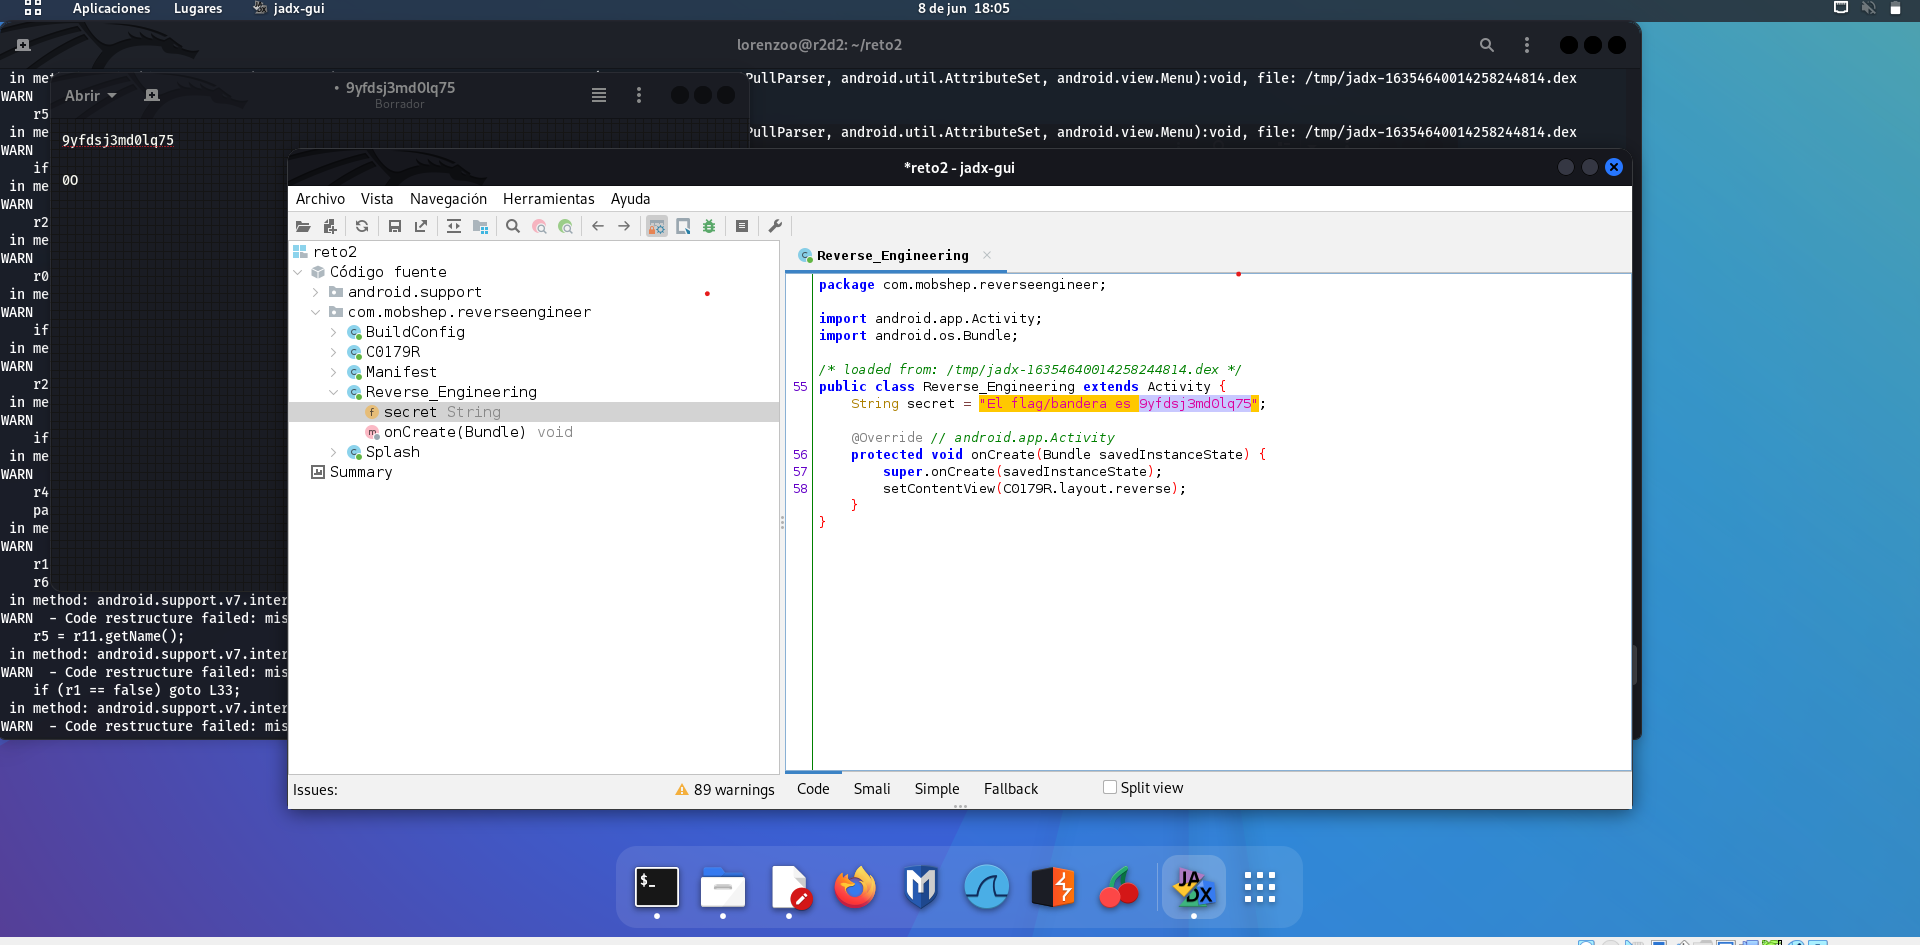 Aplicaciones Lugares jadx-gui 8 de jun 18:05
lorenzoo@r2d2: ~/reto2
in met PullParser, android.util.AttributeSet, android.view.Menu):void, file: /tmp/jadx-16354640014258244814.dex
WARN
r5
in me PullParser, android.util.AttributeSet, android.view.Menu):void, file: /tmp/jadx-16354640014258244814.dex
WARN
if
in me
WARN
r2
in me
WARN
r0
in me
WARN
if
in me
WARN
r2
in me
WARN
if
in me
WARN
r4
pa
in me
WARN
r1
r6
in method: android.support.v7.inter
WARN - Code restructure failed: mis
r5 = r11.getName();
in method: android.support.v7.inter
WARN - Code restructure failed: mis
if (r1 == false) goto L33;
in method: android.support.v7.inter
WARN - Code restructure failed: mis
Abrir
• 9yfdsj3md0lq75
Borrador
9yfdsj3md0lq75
0O
*reto2 - jadx-gui
Archivo Vista Navegación Herramientas Ayuda
reto2
Código fuente
android.support
com.mobshep.reverseengineer
BuildConfig
C0179R
Manifest
Reverse_Engineering
secret String
onCreate(Bundle) void
Splash
Summary
Issues: 89 warnings
Reverse_Engineering
package com.mobshep.reverseengineer;
import android.app.Activity;
import android.os.Bundle;
/* loaded from: /tmp/jadx-16354640014258244814.dex */
55 public class Reverse_Engineering extends Activity {
String secret = "El flag/bandera es 9yfdsj3md0lq75";
@Override // android.app.Activity
56 protected void onCreate(Bundle savedInstanceState) {
57 super.onCreate(savedInstanceState);
58 setContentView(C0179R.layout.reverse);
}
}
Code Smali Simple Fallback Split view
$_
JA
DX